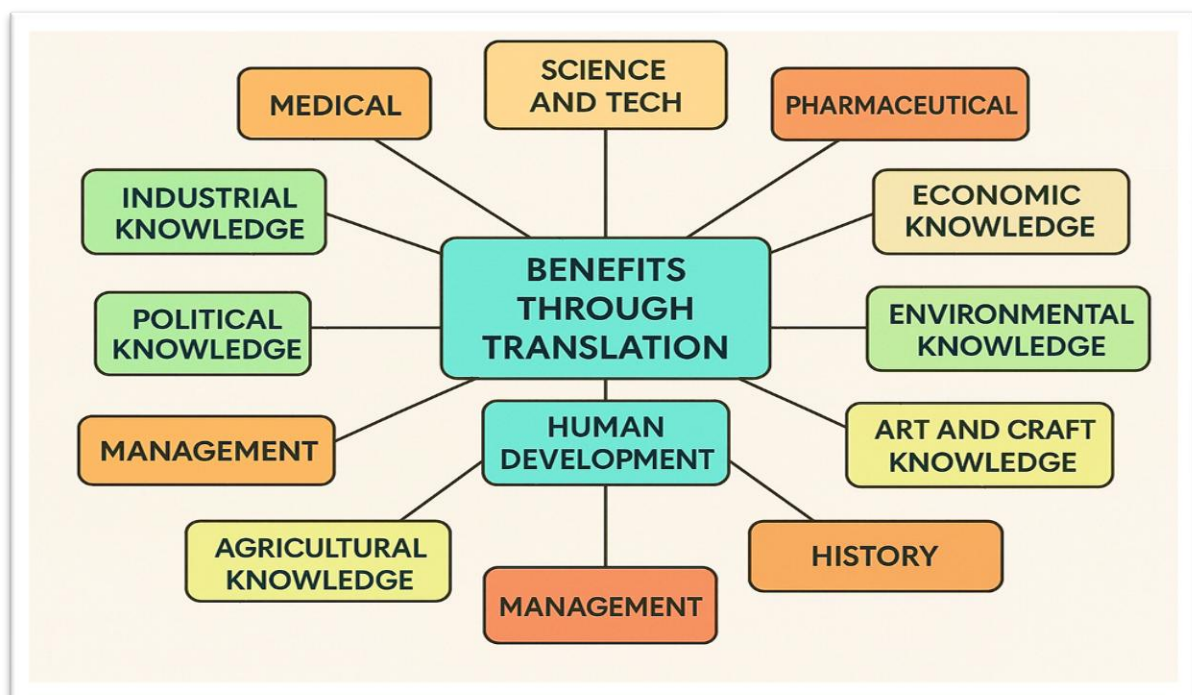 MEDICAL
SCIENCE
AND TECH
PHARMACEUTICAL
INDUSTRIAL
KNOWLEDGE
ECONOMIC
KNOWLEDGE
BENEFITS
THROUGH
TRANSLATION
POLITICAL
KNOWLEDGE
ENVIRONMENTAL
KNOWLEDGE
MANAGEMENT
HUMAN
DEVELOPMENT
ART AND CRAFT
KNOWLEDGE
AGRICULTURAL
KNOWLEDGE
MANAGEMENT
HISTORY